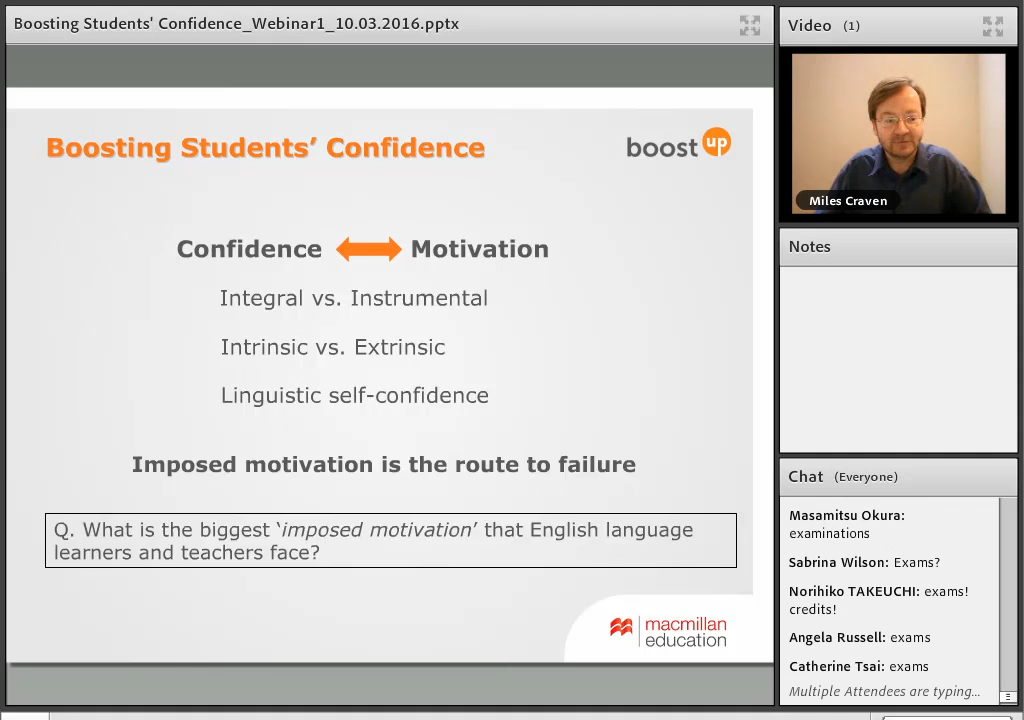 Boosting Students' Confidence_Webinar1_10.03.2016.pptx
Boosting Students’ Confidence
boost up
Confidence Motivation
Integral vs. Instrumental
Intrinsic vs. Extrinsic
Linguistic self-confidence
Imposed motivation is the route to failure
Q. What is the biggest ‘imposed motivation’ that English language
learners and teachers face?
macmillan
education
Video (1)
Miles Craven
Notes
Chat (Everyone)
Masamitsu Okura:
examinations
Sabrina Wilson: Exams?
Norihiko TAKEUCHI: exams!
credits!
Angela Russell: exams
Catherine Tsai: exams
Multiple Attendees are typing...